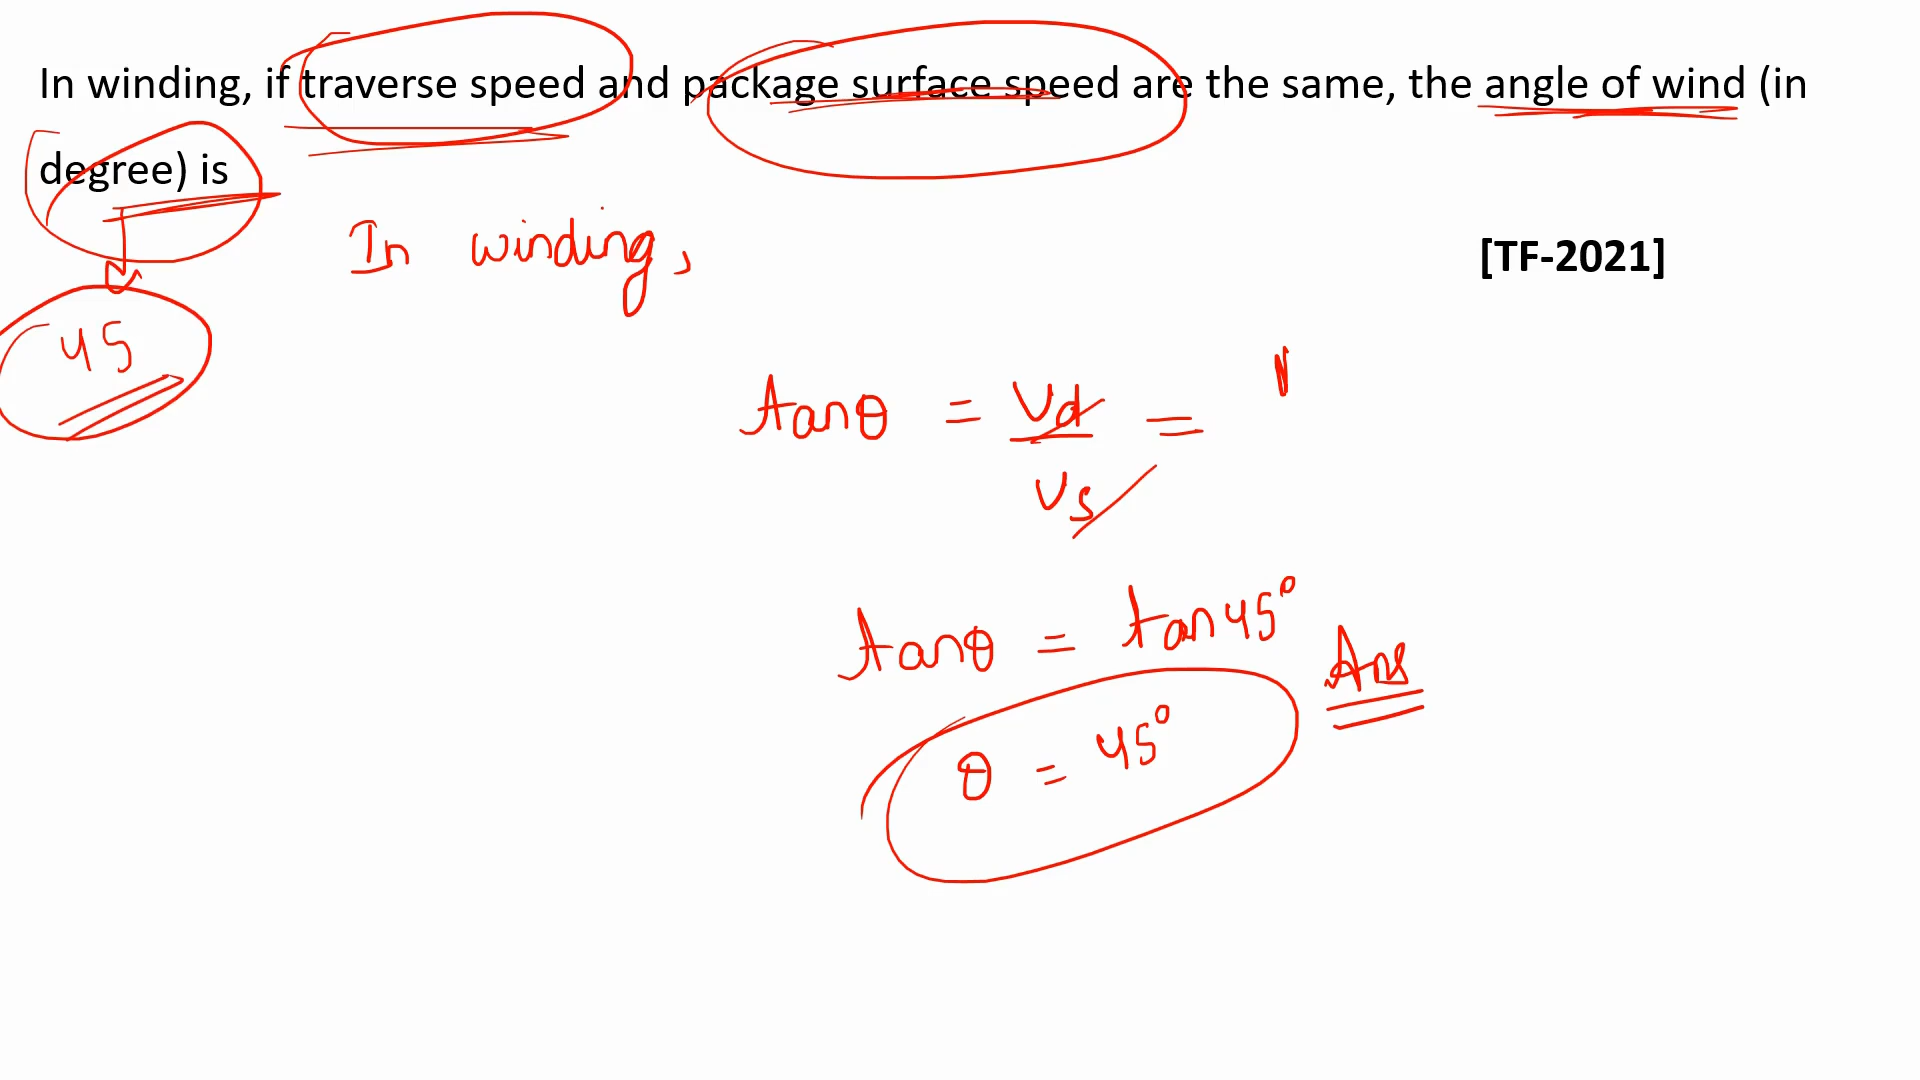 In winding, if traverse speed and package surface speed are the same, the angle of wind (in
degree) is
[TF-2021]
In winding,
45
tanθ = Vd/Vs = 1
tanθ = tan45°
Ans
θ = 45°